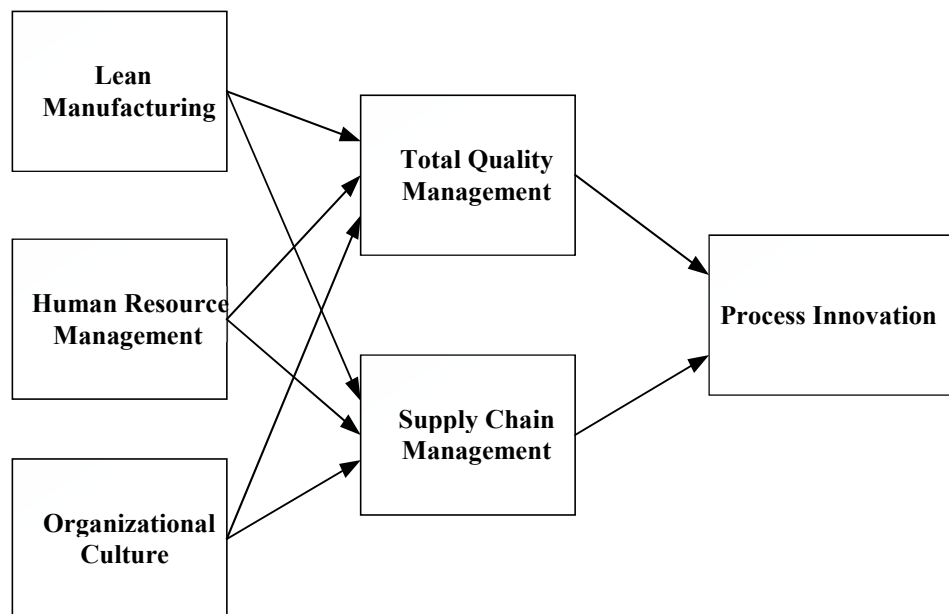 Lean
Manufacturing
Human Resource
Management
Organizational
Culture
Total Quality
Management
Supply Chain
Management
Process Innovation